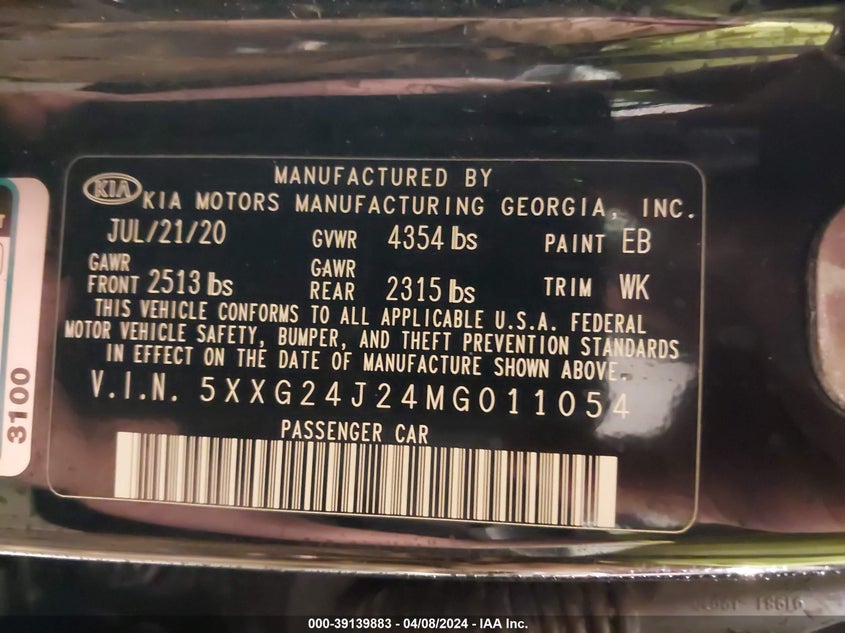 MANUFACTURED BY
KIA KIA MOTORS MANUFACTURING GEORGIA, INC.
JUL/21/20 GVWR 4354 lbs PAINT EB
GAWR FRONT 2513 lbs GAWR REAR 2315 lbs TRIM WK
THIS VEHICLE CONFORMS TO ALL APPLICABLE U.S.A. FEDERAL
MOTOR VEHICLE SAFETY, BUMPER, AND THEFT PREVENTION STANDARDS
IN EFFECT ON THE DATE OF MANUFACTURE SHOWN ABOVE.
V.I.N. 5XXG24J24MG011054
PASSENGER CAR
3100
000-39139883 - 04/08/2024 - IAA Inc.